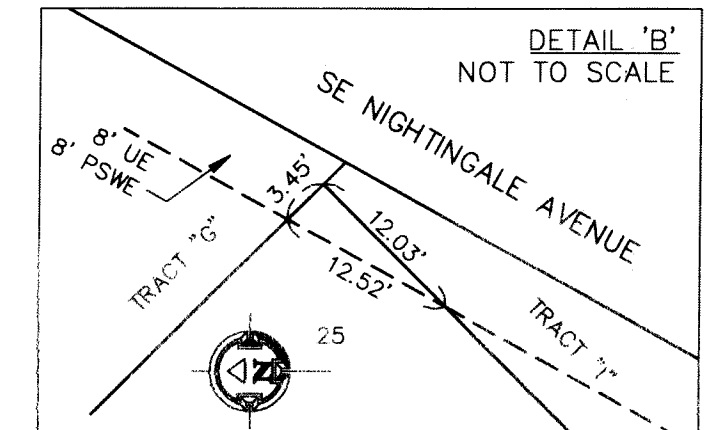 DETAIL 'B'
NOT TO SCALE
SE NIGHTINGALE AVENUE
8' UE
8' PSWE
3.45'
12.03'
12.52'
TRACT "G"
TRACT "I"
25
N